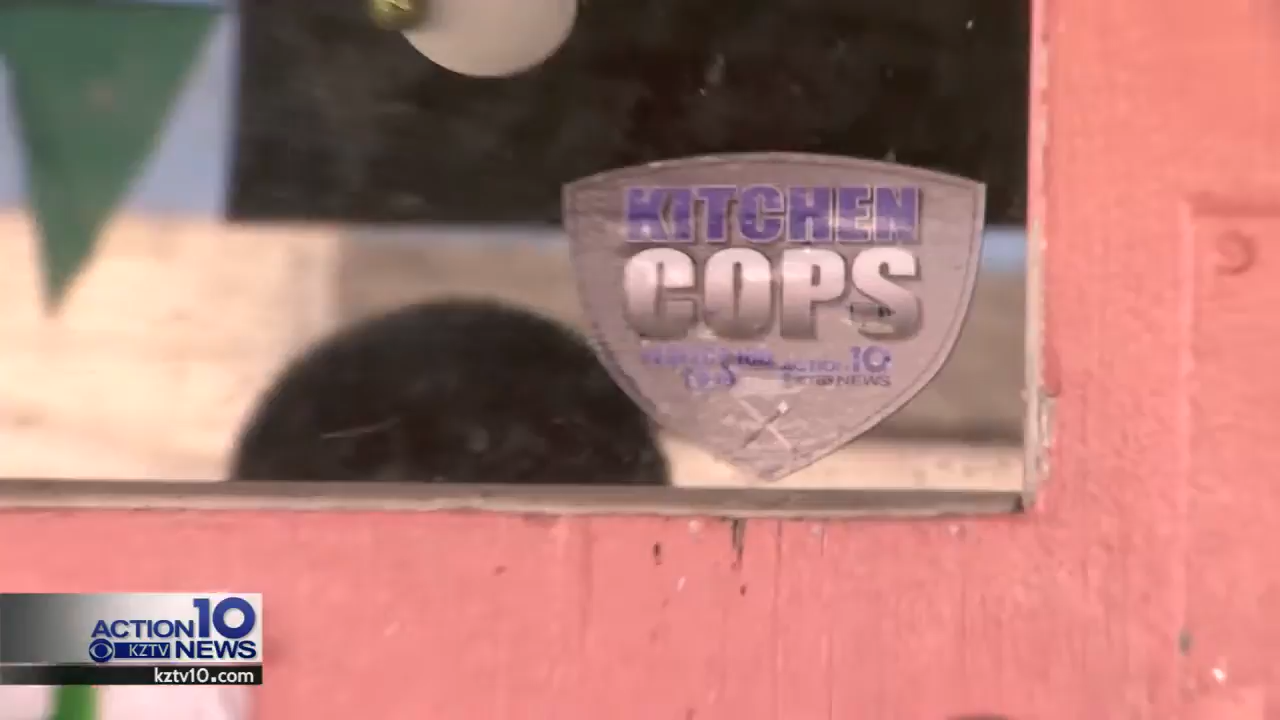 KITCHEN
COPS
ACTION 10
NEWS
ACTION 10
KZTV NEWS
kztv10.com